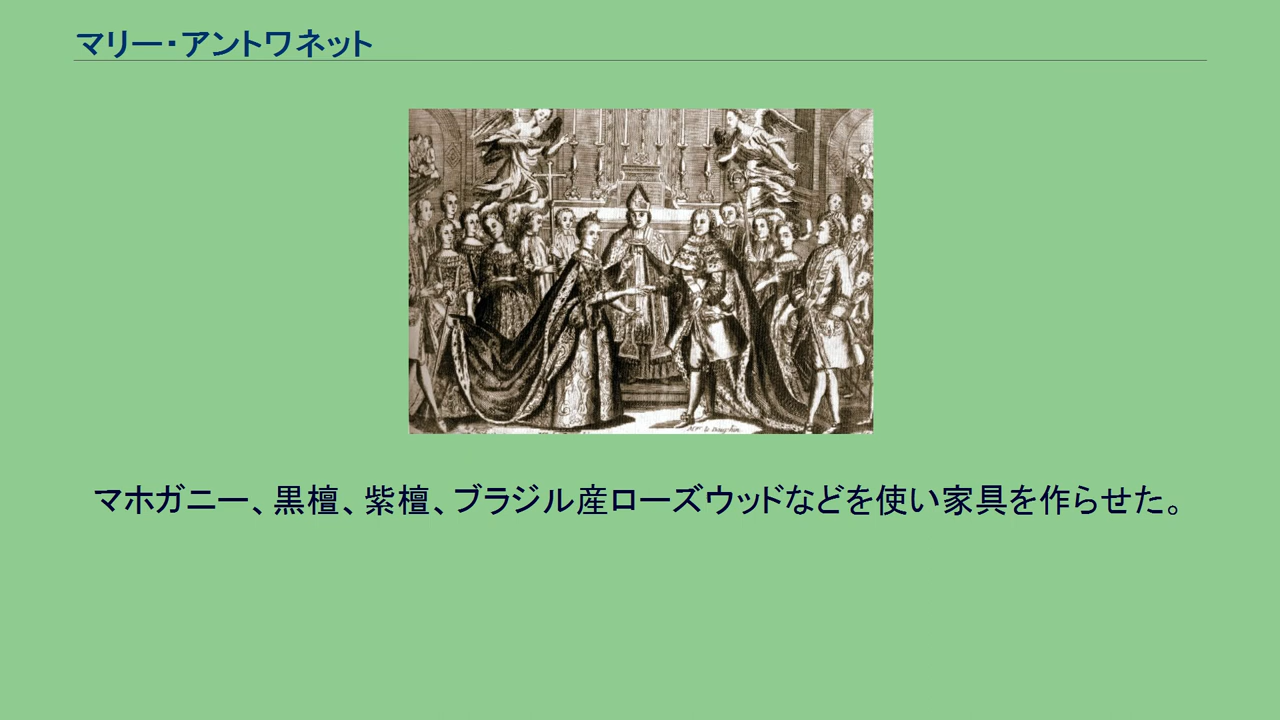 マリー・アントワネット
マホガニー、黒檀、紫檀、ブラジル産ローズウッドなどを使い家具を作らせた。